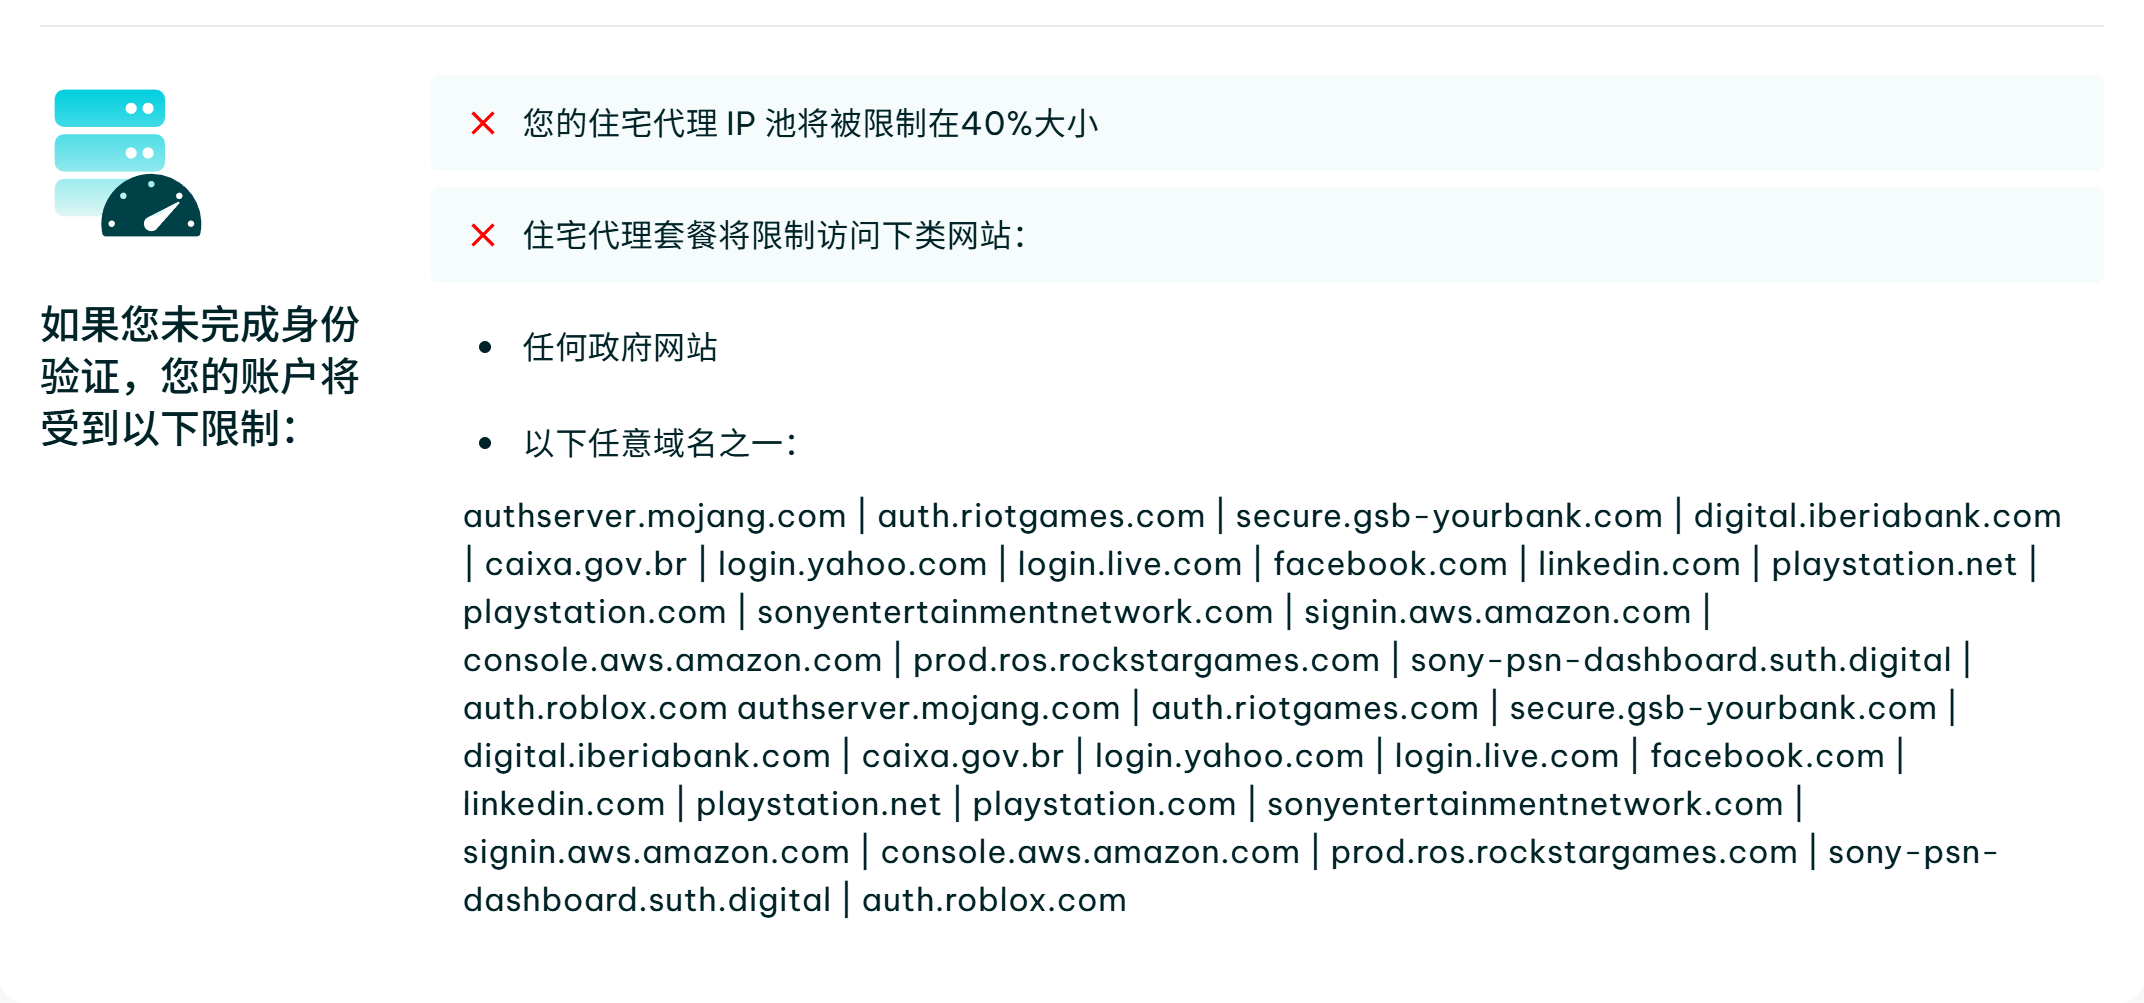 如果您未完成身份
验证，您的账户将
受到以下限制：
您的住宅代理 IP 池将被限制在40%大小
住宅代理套餐将限制访问下类网站：
任何政府网站
以下任意域名之一：
authserver.mojang.com | auth.riotgames.com | secure.gsb-yourbank.com | digital.iberiabank.com
| caixa.gov.br | login.yahoo.com | login.live.com | facebook.com | linkedin.com | playstation.net |
playstation.com | sonyentertainmentnetwork.com | signin.aws.amazon.com |
console.aws.amazon.com | prod.ros.rockstargames.com | sony-psn-dashboard.suth.digital |
auth.roblox.com authserver.mojang.com | auth.riotgames.com | secure.gsb-yourbank.com |
digital.iberiabank.com | caixa.gov.br | login.yahoo.com | login.live.com | facebook.com |
linkedin.com | playstation.net | playstation.com | sonyentertainmentnetwork.com |
signin.aws.amazon.com | console.aws.amazon.com | prod.ros.rockstargames.com | sony-psn-
dashboard.suth.digital | auth.roblox.com